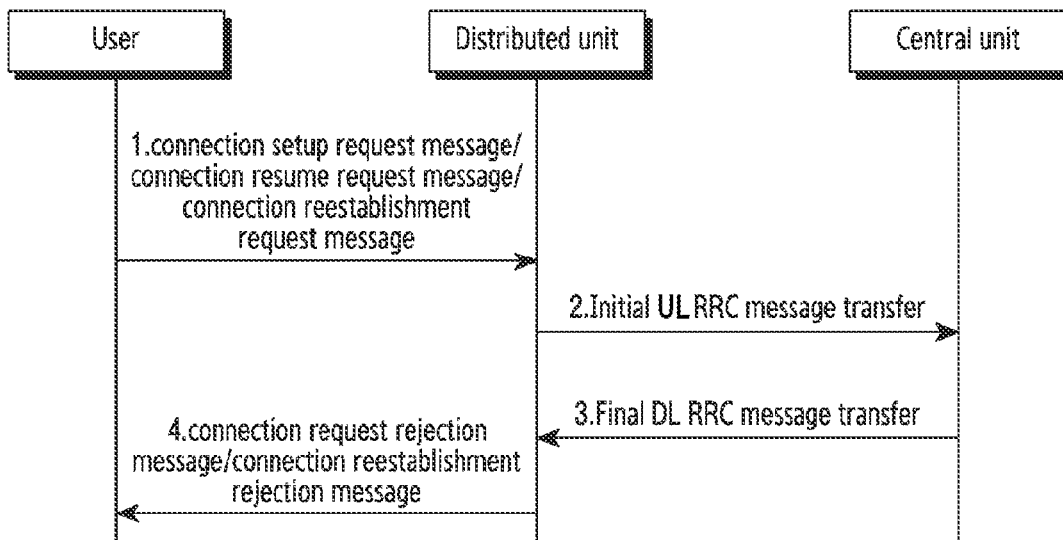 User
Distributed unit
Central unit
1.connection setup request message/
connection resume request message/
connection reestablishment
request message
2.Initial UL RRC message transfer
3.Final DL RRC message transfer
4.connection request rejection
message/connection reestablishment
rejection message